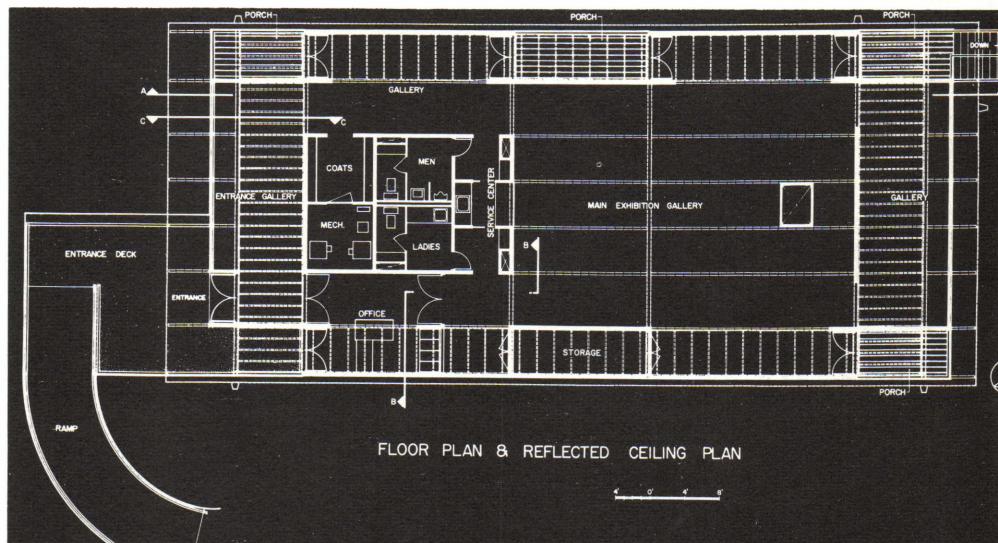 PORCH
PORCH
PORCH
DOWN
A
GALLERY
C
C
COATS
MEN
SERVICE CENTER
ENTRANCE GALLERY
MAIN EXHIBITION GALLERY
GALLERY
MECH.
LADIES
B
ENTRANCE DECK
ENTRANCE
OFFICE
STORAGE
B
PORCH
RAMP
FLOOR PLAN & REFLECTED CEILING PLAN
4' 0' 4' 8'